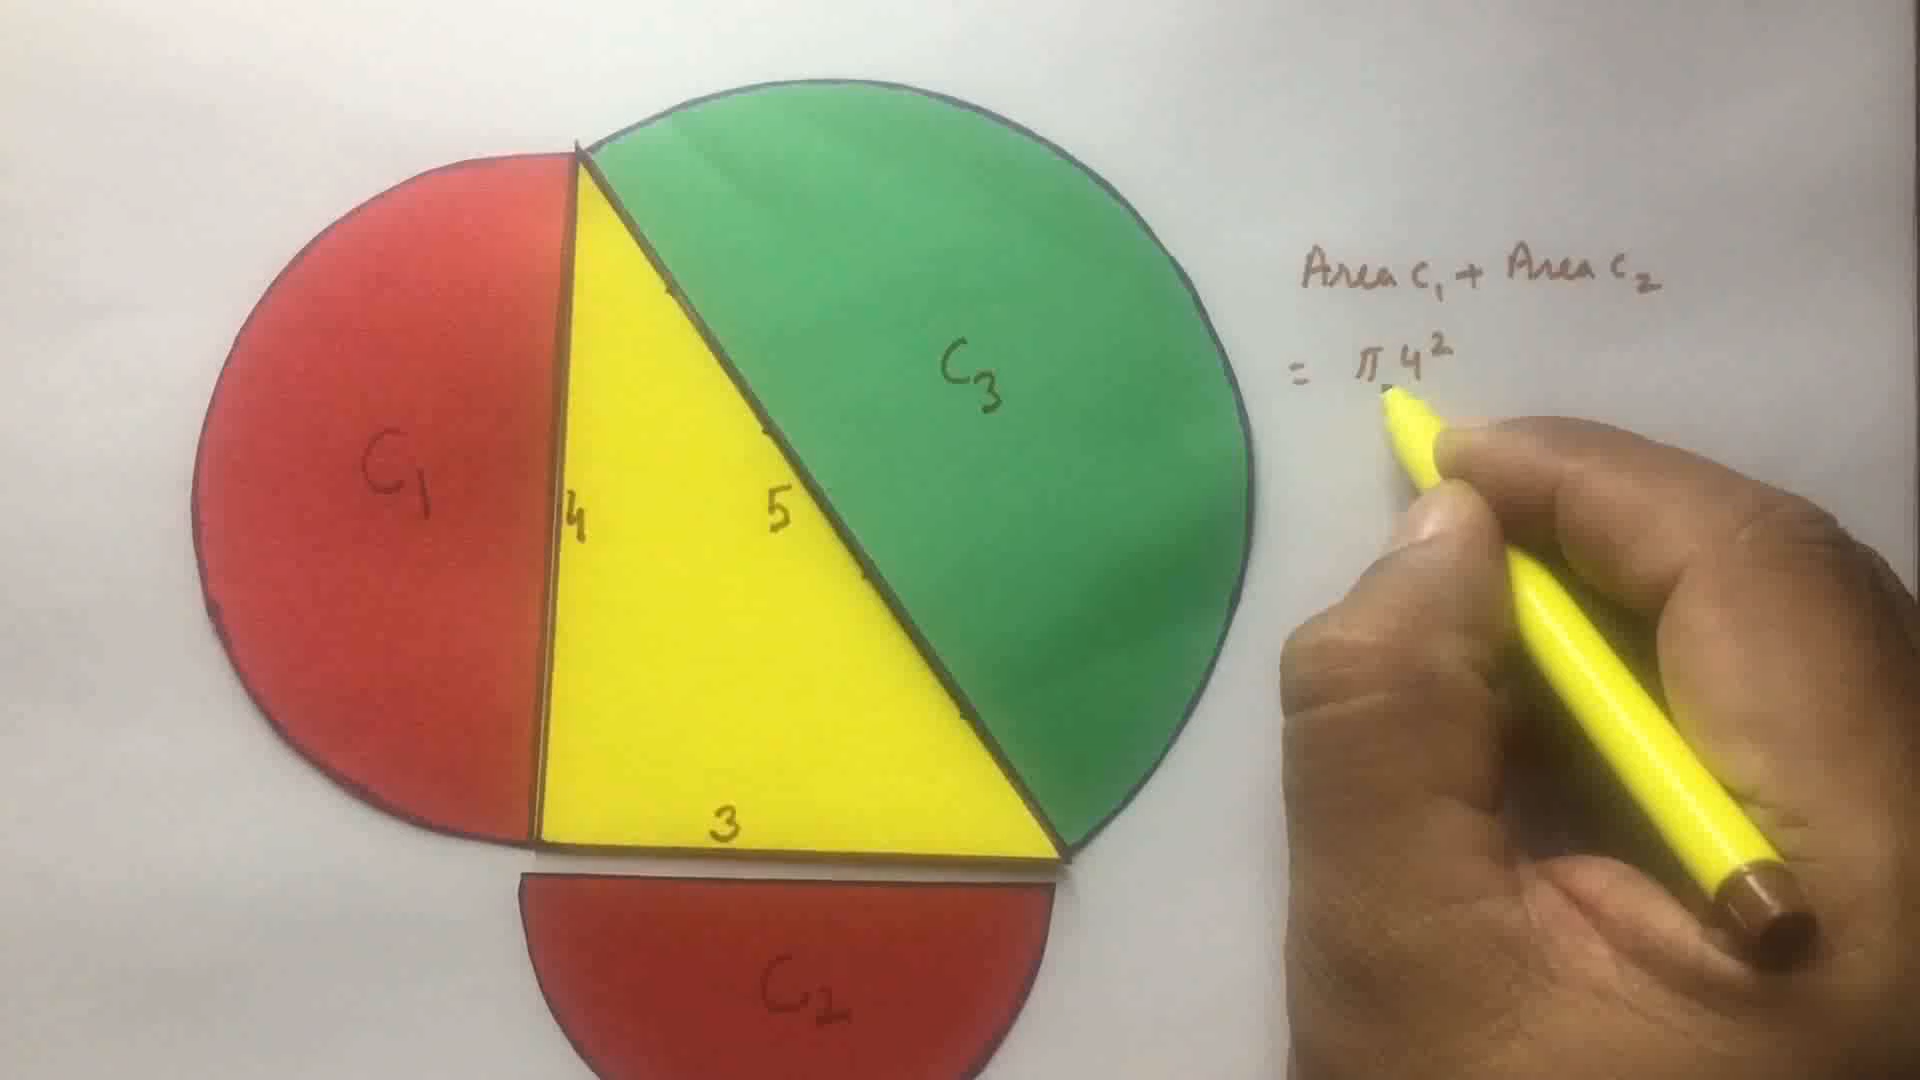 Area C₁ + Area C₂
= π 4²
C₃
C₁
4
5
3
C₂